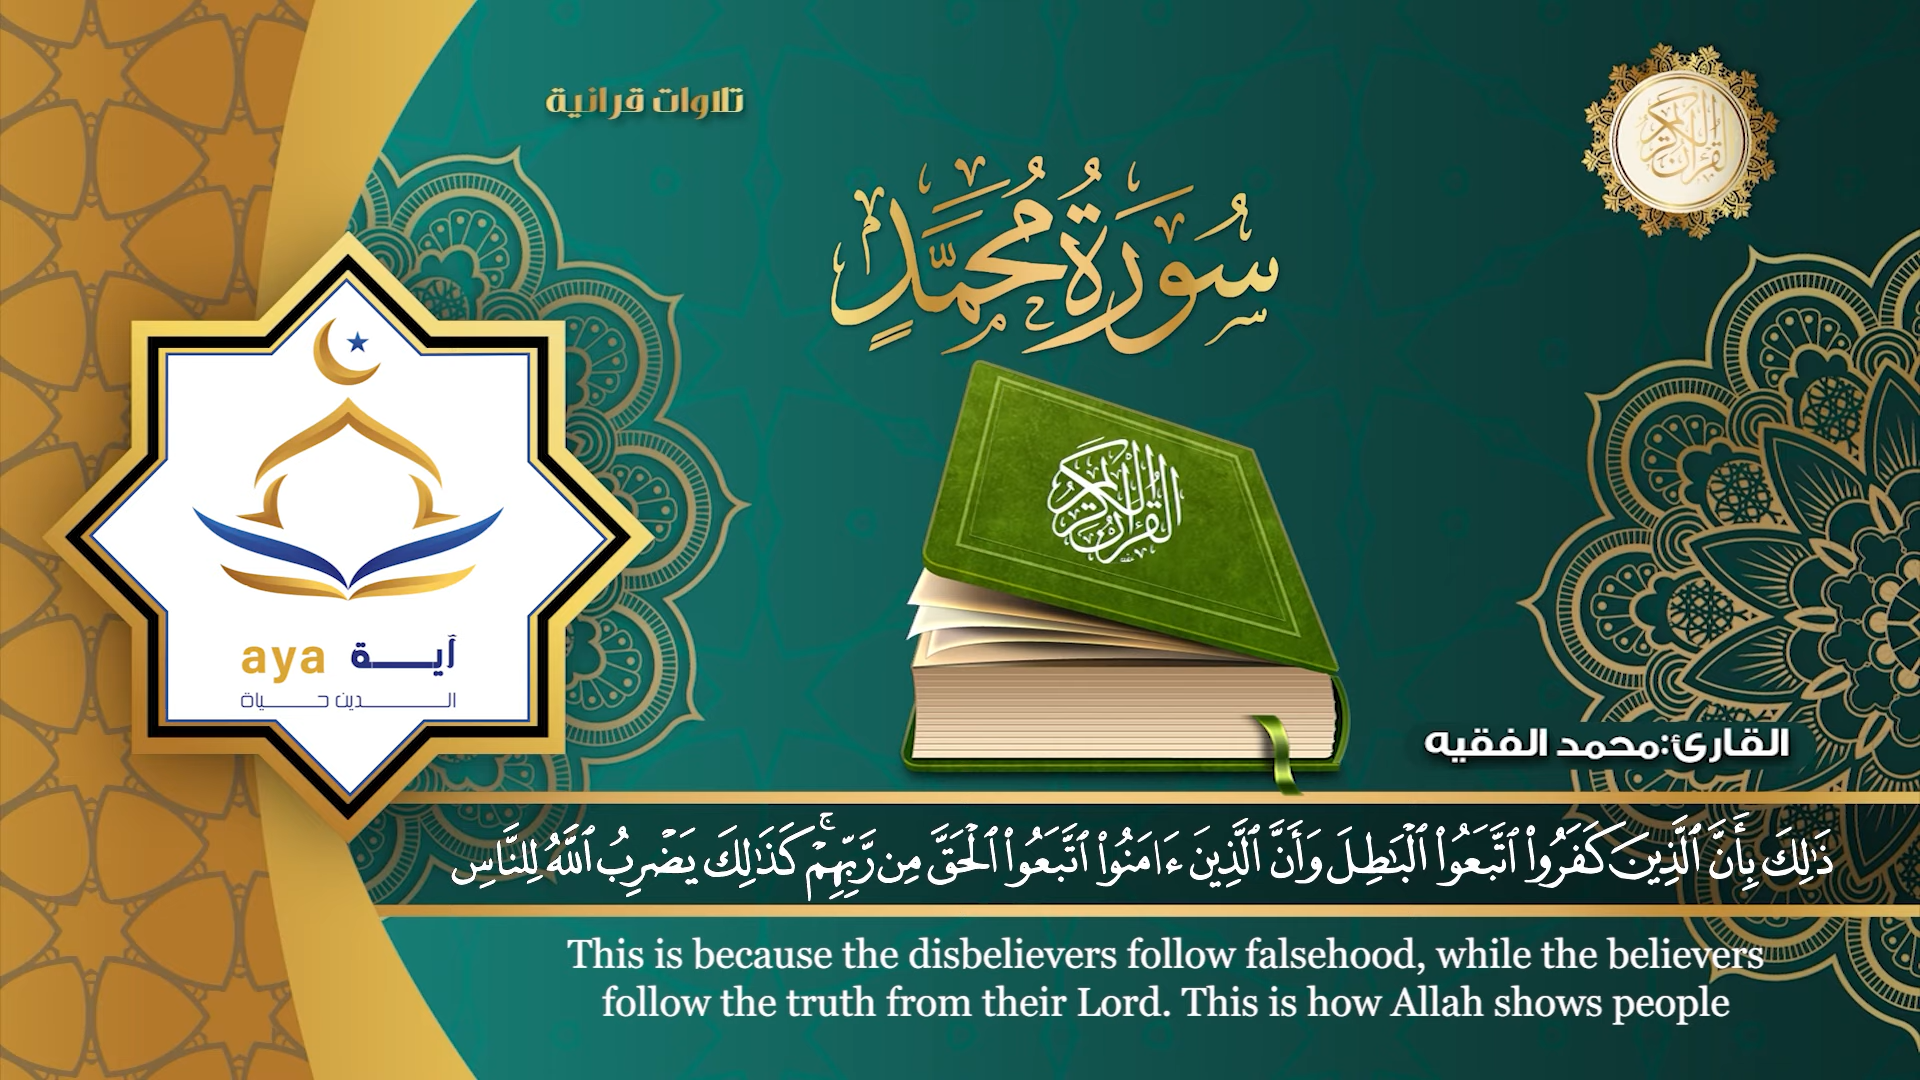 تلاوات قرانية
القرآن الكريم
سُورَةُ مُحَمَّدٍ
القرآن الكريم
aya آيـــة
الـــدين حـــياة
القارئ:محمد الفقيه
ذَٰلِكَ بِأَنَّ ٱلَّذِينَ كَفَرُوا۟ ٱتَّبَعُوا۟ ٱلْبَٰطِلَ وَأَنَّ ٱلَّذِينَ ءَامَنُوا۟ ٱتَّبَعُوا۟ ٱلْحَقَّ مِن رَّبِّهِمْ ۚ كَذَٰلِكَ يَضْرِبُ ٱللَّهُ لِلنَّاسِ
This is because the disbelievers follow falsehood, while the believers
follow the truth from their Lord. This is how Allah shows people